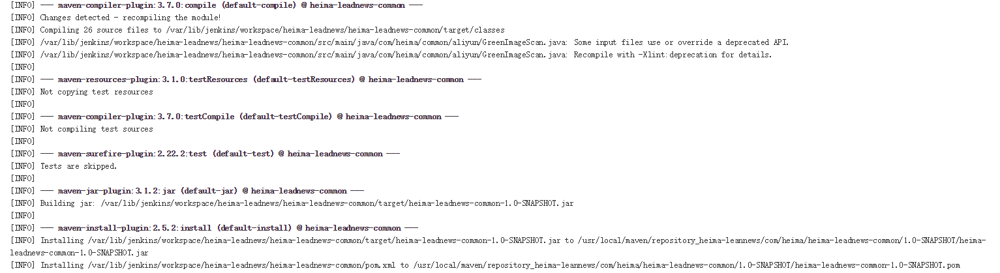 [INFO] --- maven-compiler-plugin:3.7.0:compile (default-compile) @ heima-leadnews-common ---
[INFO] Changes detected - recompiling the module!
[INFO] Compiling 26 source files to /var/lib/jenkins/workspace/heima-leadnews/heima-leadnews-common/target/classes
[INFO] /var/lib/jenkins/workspace/heima-leadnews/heima-leadnews-common/src/main/java/com/heima/common/aliyun/GreenImageScan.java: Some input files use or override a deprecated API.
[INFO] /var/lib/jenkins/workspace/heima-leadnews/heima-leadnews-common/src/main/java/com/heima/common/aliyun/GreenImageScan.java: Recompile with -Xlint:deprecation for details.
[INFO]
[INFO] --- maven-resources-plugin:3.1.0:testResources (default-testResources) @ heima-leadnews-common ---
[INFO] Not copying test resources
[INFO]
[INFO] --- maven-compiler-plugin:3.7.0:testCompile (default-testCompile) @ heima-leadnews-common ---
[INFO] Not compiling test sources
[INFO]
[INFO] --- maven-surefire-plugin:2.22.2:test (default-test) @ heima-leadnews-common ---
[INFO] Tests are skipped.
[INFO]
[INFO] --- maven-jar-plugin:3.1.2:jar (default-jar) @ heima-leadnews-common ---
[INFO] Building jar: /var/lib/jenkins/workspace/heima-leadnews/heima-leadnews-common/target/heima-leadnews-common-1.0-SNAPSHOT.jar
[INFO]
[INFO] --- maven-install-plugin:2.5.2:install (default-install) @ heima-leadnews-common ---
[INFO] Installing /var/lib/jenkins/workspace/heima-leadnews/heima-leadnews-common/target/heima-leadnews-common-1.0-SNAPSHOT.jar to /usr/local/maven/repository_heima-leannews/com/heima/heima-leadnews-common/1.0-SNAPSHOT/heima-
leadnews-common-1.0-SNAPSHOT.jar
[INFO] Installing /var/lib/jenkins/workspace/heima-leadnews/heima-leadnews-common/pom.xml to /usr/local/maven/repository_heima-leannews/com/heima/heima-leadnews-common/1.0-SNAPSHOT/heima-leadnews-common-1.0-SNAPSHOT.pom